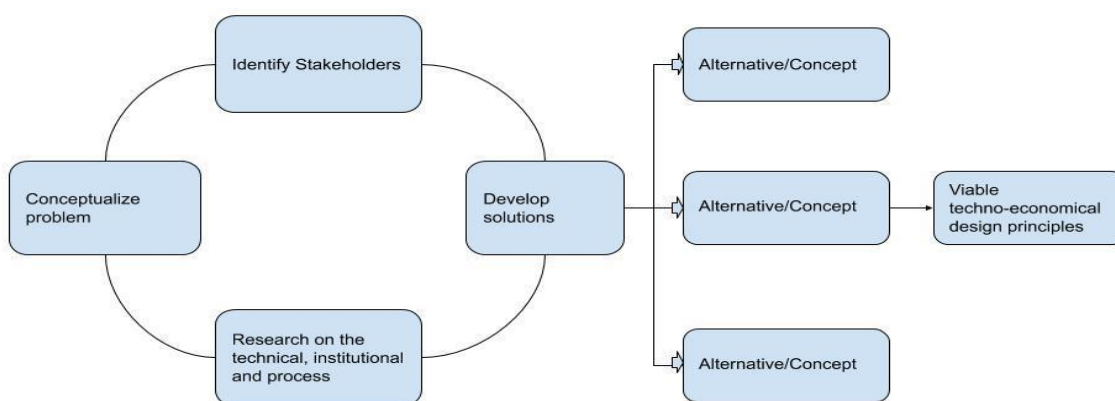 Identify Stakeholders
Alternative/Concept
Conceptualize
problem
Develop
solutions
Alternative/Concept
Viable
techno-economical
design principles
Research on the
technical, institutional
and process
Alternative/Concept